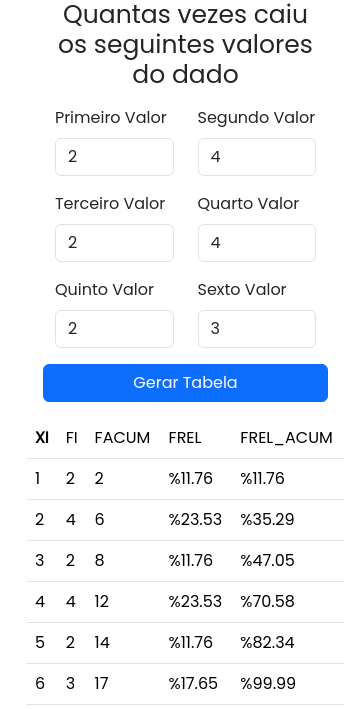 Quantas vezes caiu
os seguintes valores
do dado
Primeiro Valor Segundo Valor
2 4
Terceiro Valor Quarto Valor
2 4
Quinto Valor Sexto Valor
2 3
Gerar Tabela
XI FI FACUM FREL FREL_ACUM
1 2 2 %11.76 %11.76
2 4 6 %23.53 %35.29
3 2 8 %11.76 %47.05
4 4 12 %23.53 %70.58
5 2 14 %11.76 %82.34
6 3 17 %17.65 %99.99